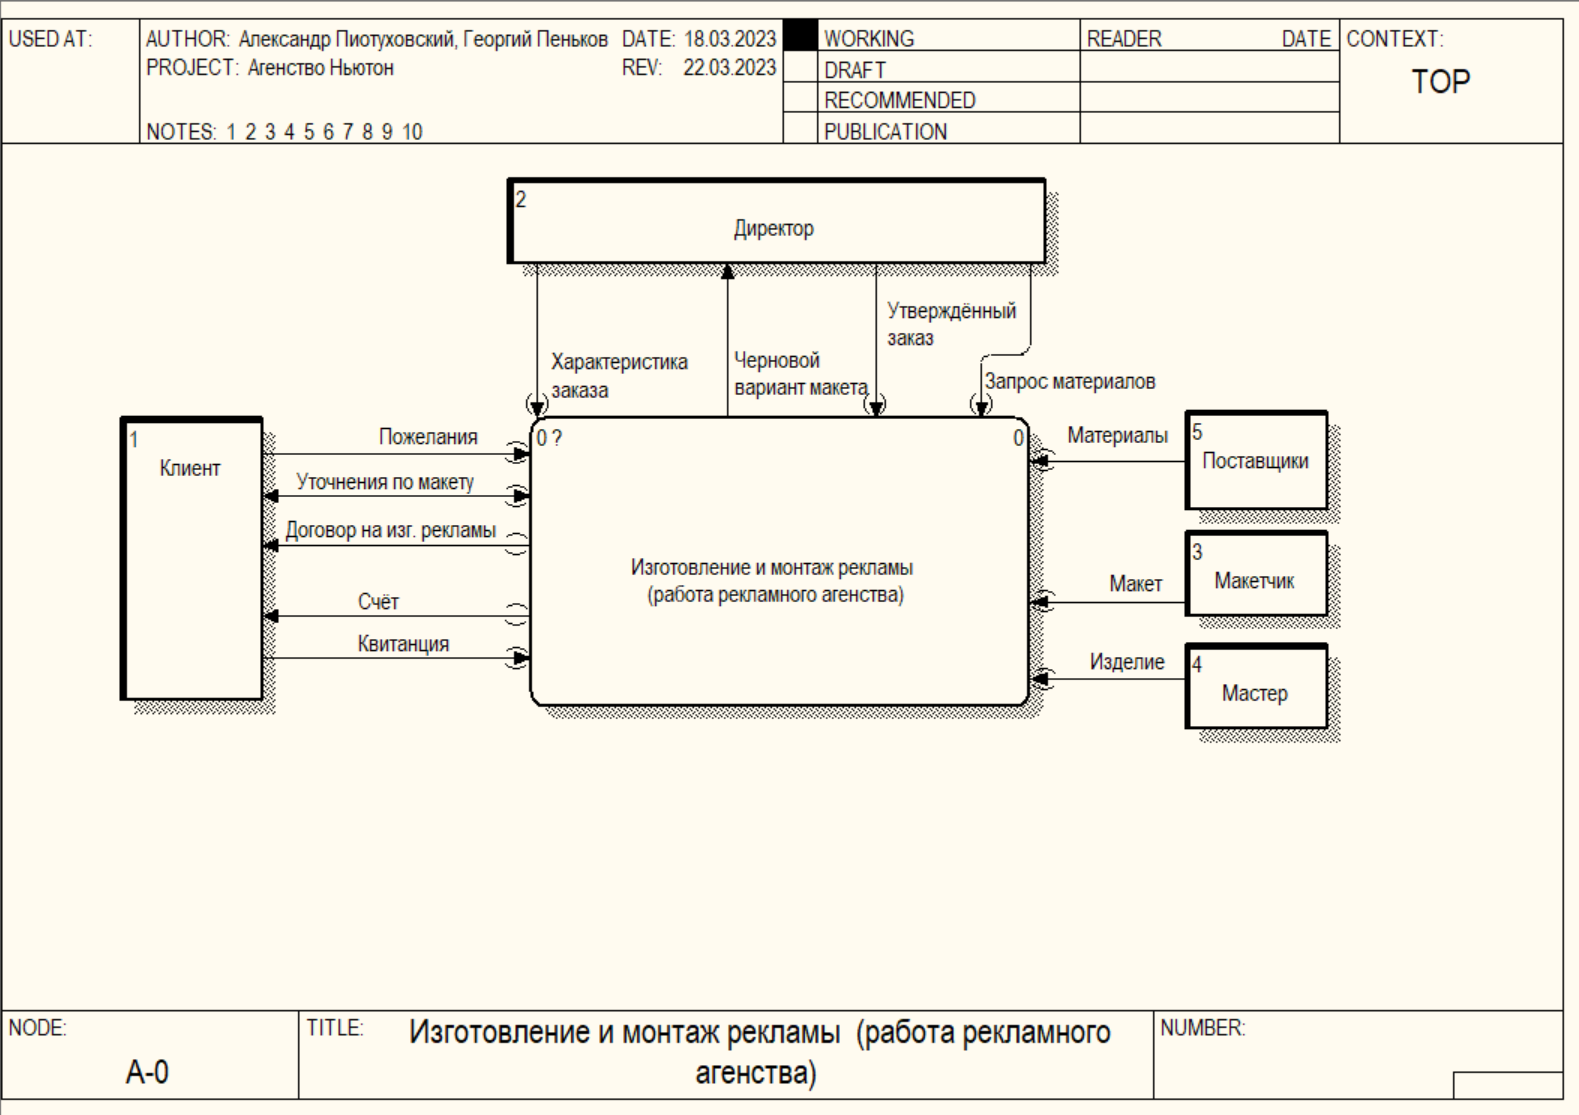 USED AT:
AUTHOR: Александр Пиотуховский, Георгий Пеньков
DATE: 18.03.2023
PROJECT: Агенство Ньютон
REV: 22.03.2023
NOTES: 1 2 3 4 5 6 7 8 9 10
WORKING
DRAFT
RECOMMENDED
PUBLICATION
READER
DATE
CONTEXT:
TOP
2
Директор
Характеристика
заказа
Черновой
вариант макета
Утверждённый
заказ
Запрос материалов
1
Клиент
Пожелания
Уточнения по макету
Договор на изг. рекламы
Счёт
Квитанция
0 ?
0
Изготовление и монтаж рекламы
(работа рекламного агенства)
Материалы
5
Поставщики
Макет
3
Макетчик
Изделие
4
Мастер
NODE:
A-0
TITLE:
Изготовление и монтаж рекламы (работа рекламного
агенства)
NUMBER: